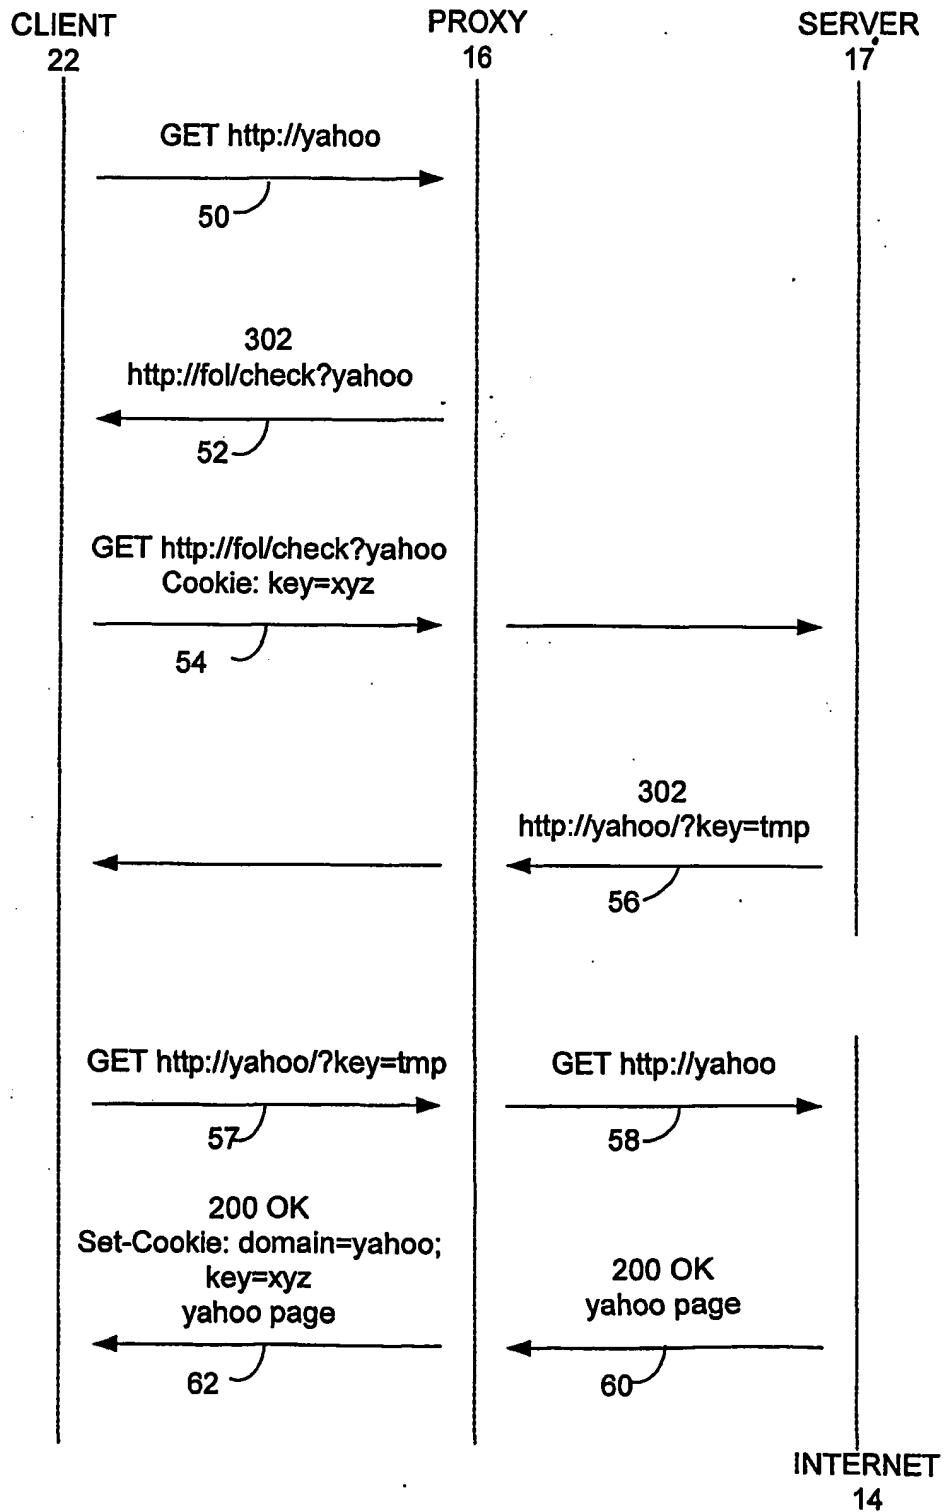 CLIENT
22
PROXY
16
SERVER
17
GET http://yahoo
50
302
http://fol/check?yahoo
52
GET http://fol/check?yahoo
Cookie: key=xyz
54
302
http://yahoo/?key=tmp
56
GET http://yahoo/?key=tmp
57
GET http://yahoo
58
200 OK
Set-Cookie: domain=yahoo;
key=xyz
yahoo page
62
200 OK
yahoo page
60
INTERNET
14